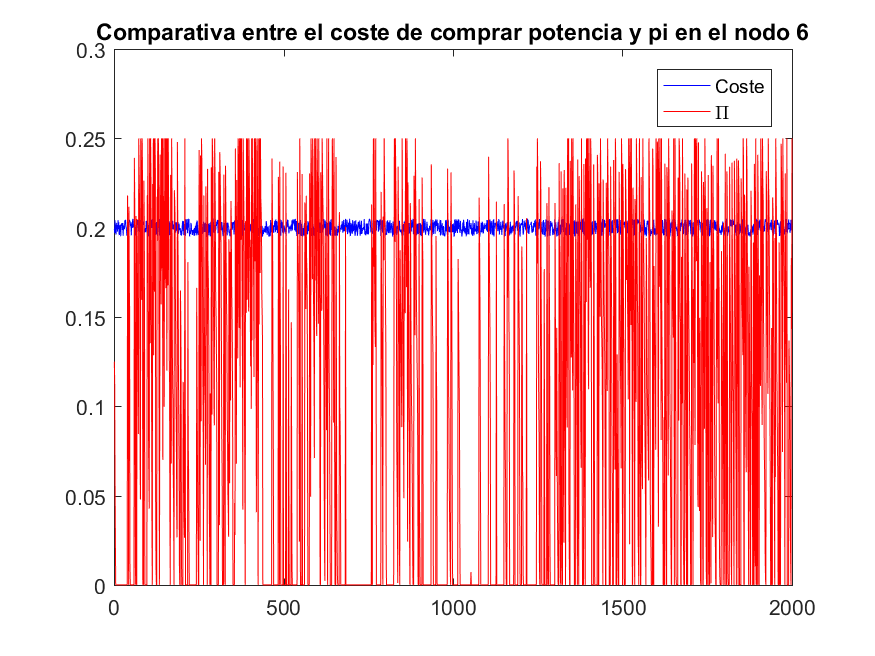 Comparativa entre el coste de comprar potencia y pi en el nodo 6
0.3
0.25
0.2
0.15
0.1
0.05
0
0 500 1000 1500 2000
Coste
Π